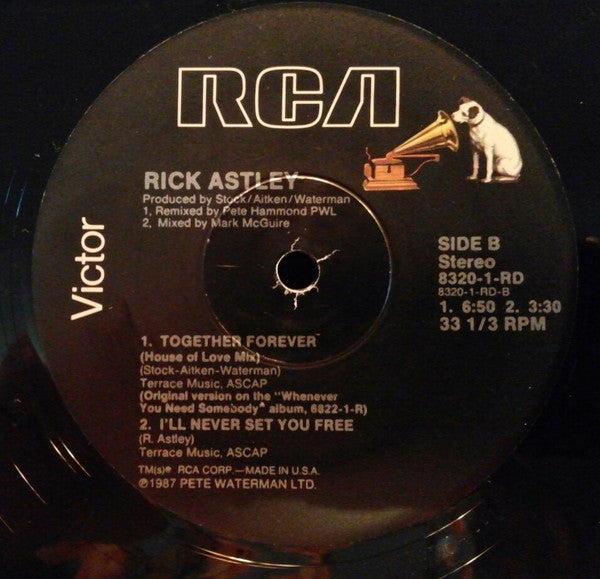 RCA
Victor
RICK ASTLEY
Produced by Stock/Aitken/Waterman
1, Remixed by Pete Hammond PWL
2, Mixed by Mark McGuire
SIDE B
Stereo
8320-1-RD
8320-1-RD-B
1. 6:50 2. 3:30
33 1/3 RPM
1. TOGETHER FOREVER
(House of Love Mix)
(Stock-Aitken-Waterman)
Terrace Music, ASCAP
(Original version on the "Whenever
You Need Somebody" album, 6822-1-R)
2. I'LL NEVER SET YOU FREE
(R. Astley)
Terrace Music, ASCAP
TM(s)® RCA CORP.—MADE IN U.S.A.
℗1987 PETE WATERMAN LTD.